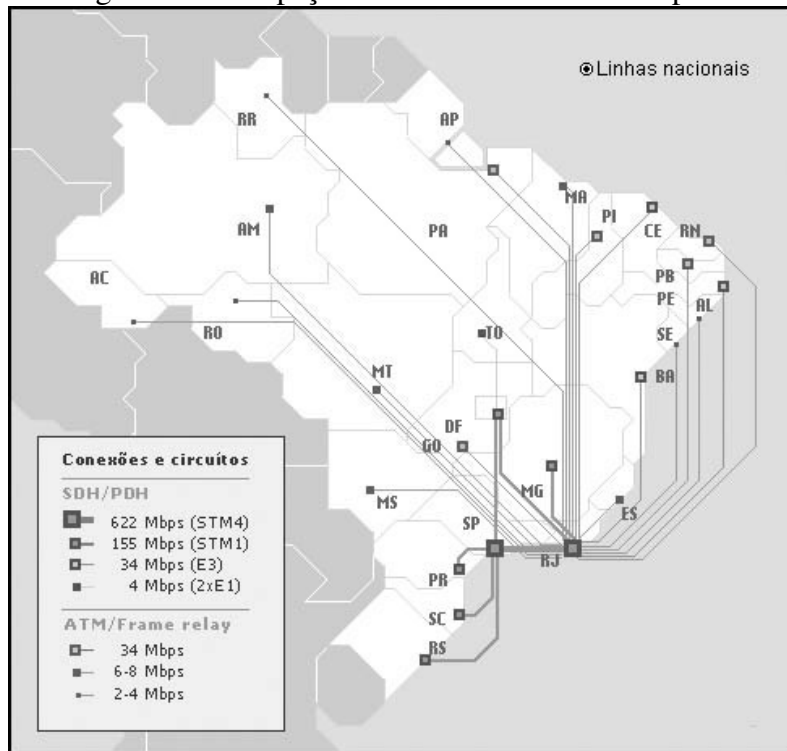 Linhas nacionais
RR
AP
MA
AM
PA
PI
CE
RN
AC
PB
PE
AL
RO
TO
SE
MT
BA
DF
GO
Conexões e circuítos
SDH/PDH
622 Mbps (STM4)
155 Mbps (STM1)
34 Mbps (E3)
4 Mbps (2xE1)
ATM/Frame relay
34 Mbps
6-8 Mbps
2-4 Mbps
MS
MG
ES
SP
RJ
PR
SC
RS